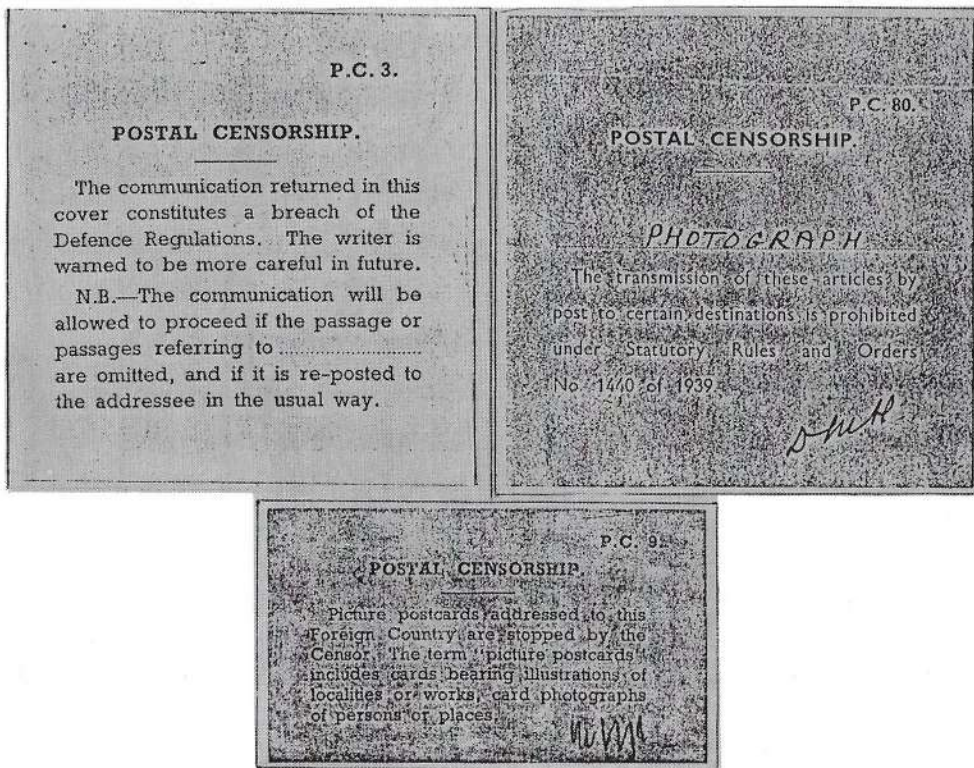 P.C. 3.
POSTAL CENSORSHIP.
The communication returned in this
cover constitutes a breach of the
Defence Regulations. The writer is
warned to be more careful in future.
N.B.—The communication will be
allowed to proceed if the passage or
passages referring to ........................
are omitted, and if it is re-posted to
the addressee in the usual way.
P.C. 80.
POSTAL CENSORSHIP.
PHOTOGRAPH
The transmission of these articles by
post to certain destinations is prohibited
under Statutory Rules and Orders
No. 1440 of 1939.
P.C. 9.
POSTAL CENSORSHIP.
Picture postcards addressed to this
Foreign Country are stopped by the
Censor. The term "picture postcards"
includes cards bearing illustrations of
localities or works, card photographs
of persons or places.